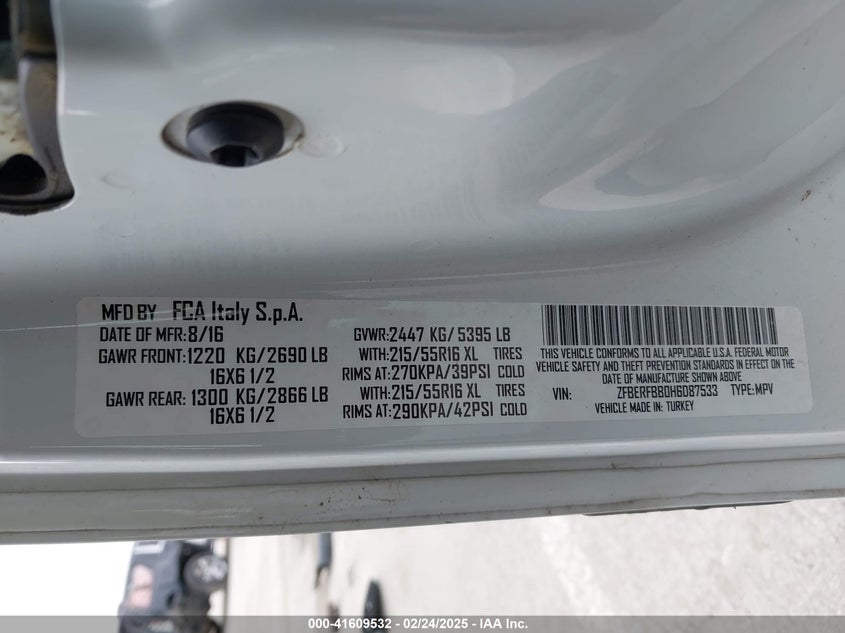 MFD BY FCA Italy S.p.A.
DATE OF MFR: 8/16
GAWR FRONT: 1220 KG/2690 LB
16X6 1/2
GAWR REAR: 1300 KG/2866 LB
16X6 1/2
GVWR: 2447 KG/ 5395 LB
WITH: 215/55R16 XL TIRES
RIMS AT: 270KPA/39PSI COLD
WITH: 215/55R16 XL TIRES
RIMS AT: 290KPA/42PSI COLD
THIS VEHICLE CONFORMS TO ALL APPLICABLE U.S.A. FEDERAL MOTOR
VEHICLE SAFETY AND THEFT PREVENTION STANDARDS IN EFFECT ON THE
DATE OF MANUFACTURE SHOWN ABOVE
VIN: ZFBERFBB0H6087533 TYPE: MPV
VEHICLE MADE IN: TURKEY
000-41609532 - 02/24/2025 - IAA Inc.